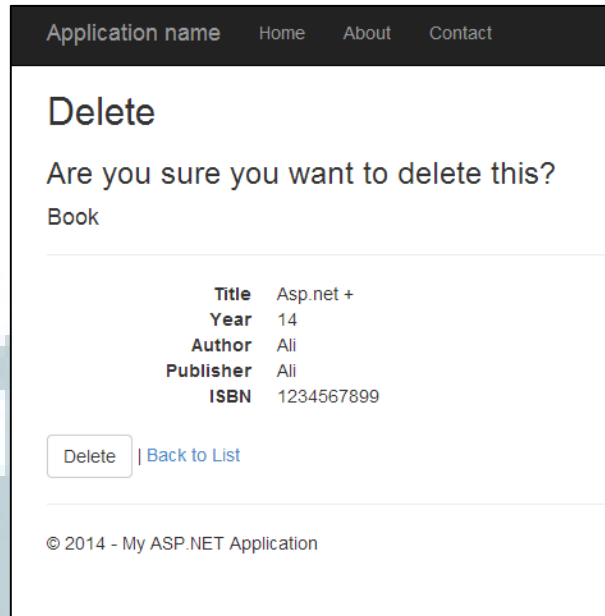 Application name Home About Contact
Delete
Are you sure you want to delete this?
Book
Title Asp.net +
Year 14
Author Ali
Publisher Ali
ISBN 1234567899
Delete | Back to List
© 2014 - My ASP.NET Application